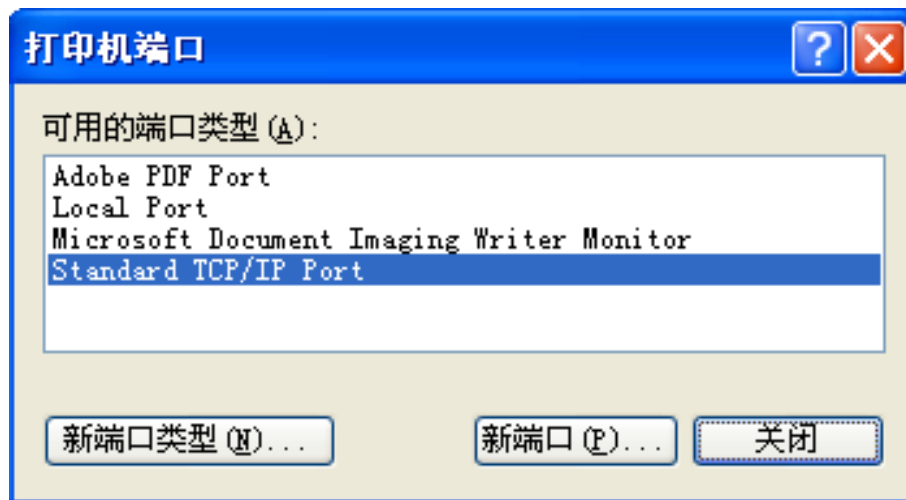 打印机端口
可用的端口类型(A):
Adobe PDF Port
Local Port
Microsoft Document Imaging Writer Monitor
Standard TCP/IP Port
新端口类型(N)... 新端口(P)... 关闭